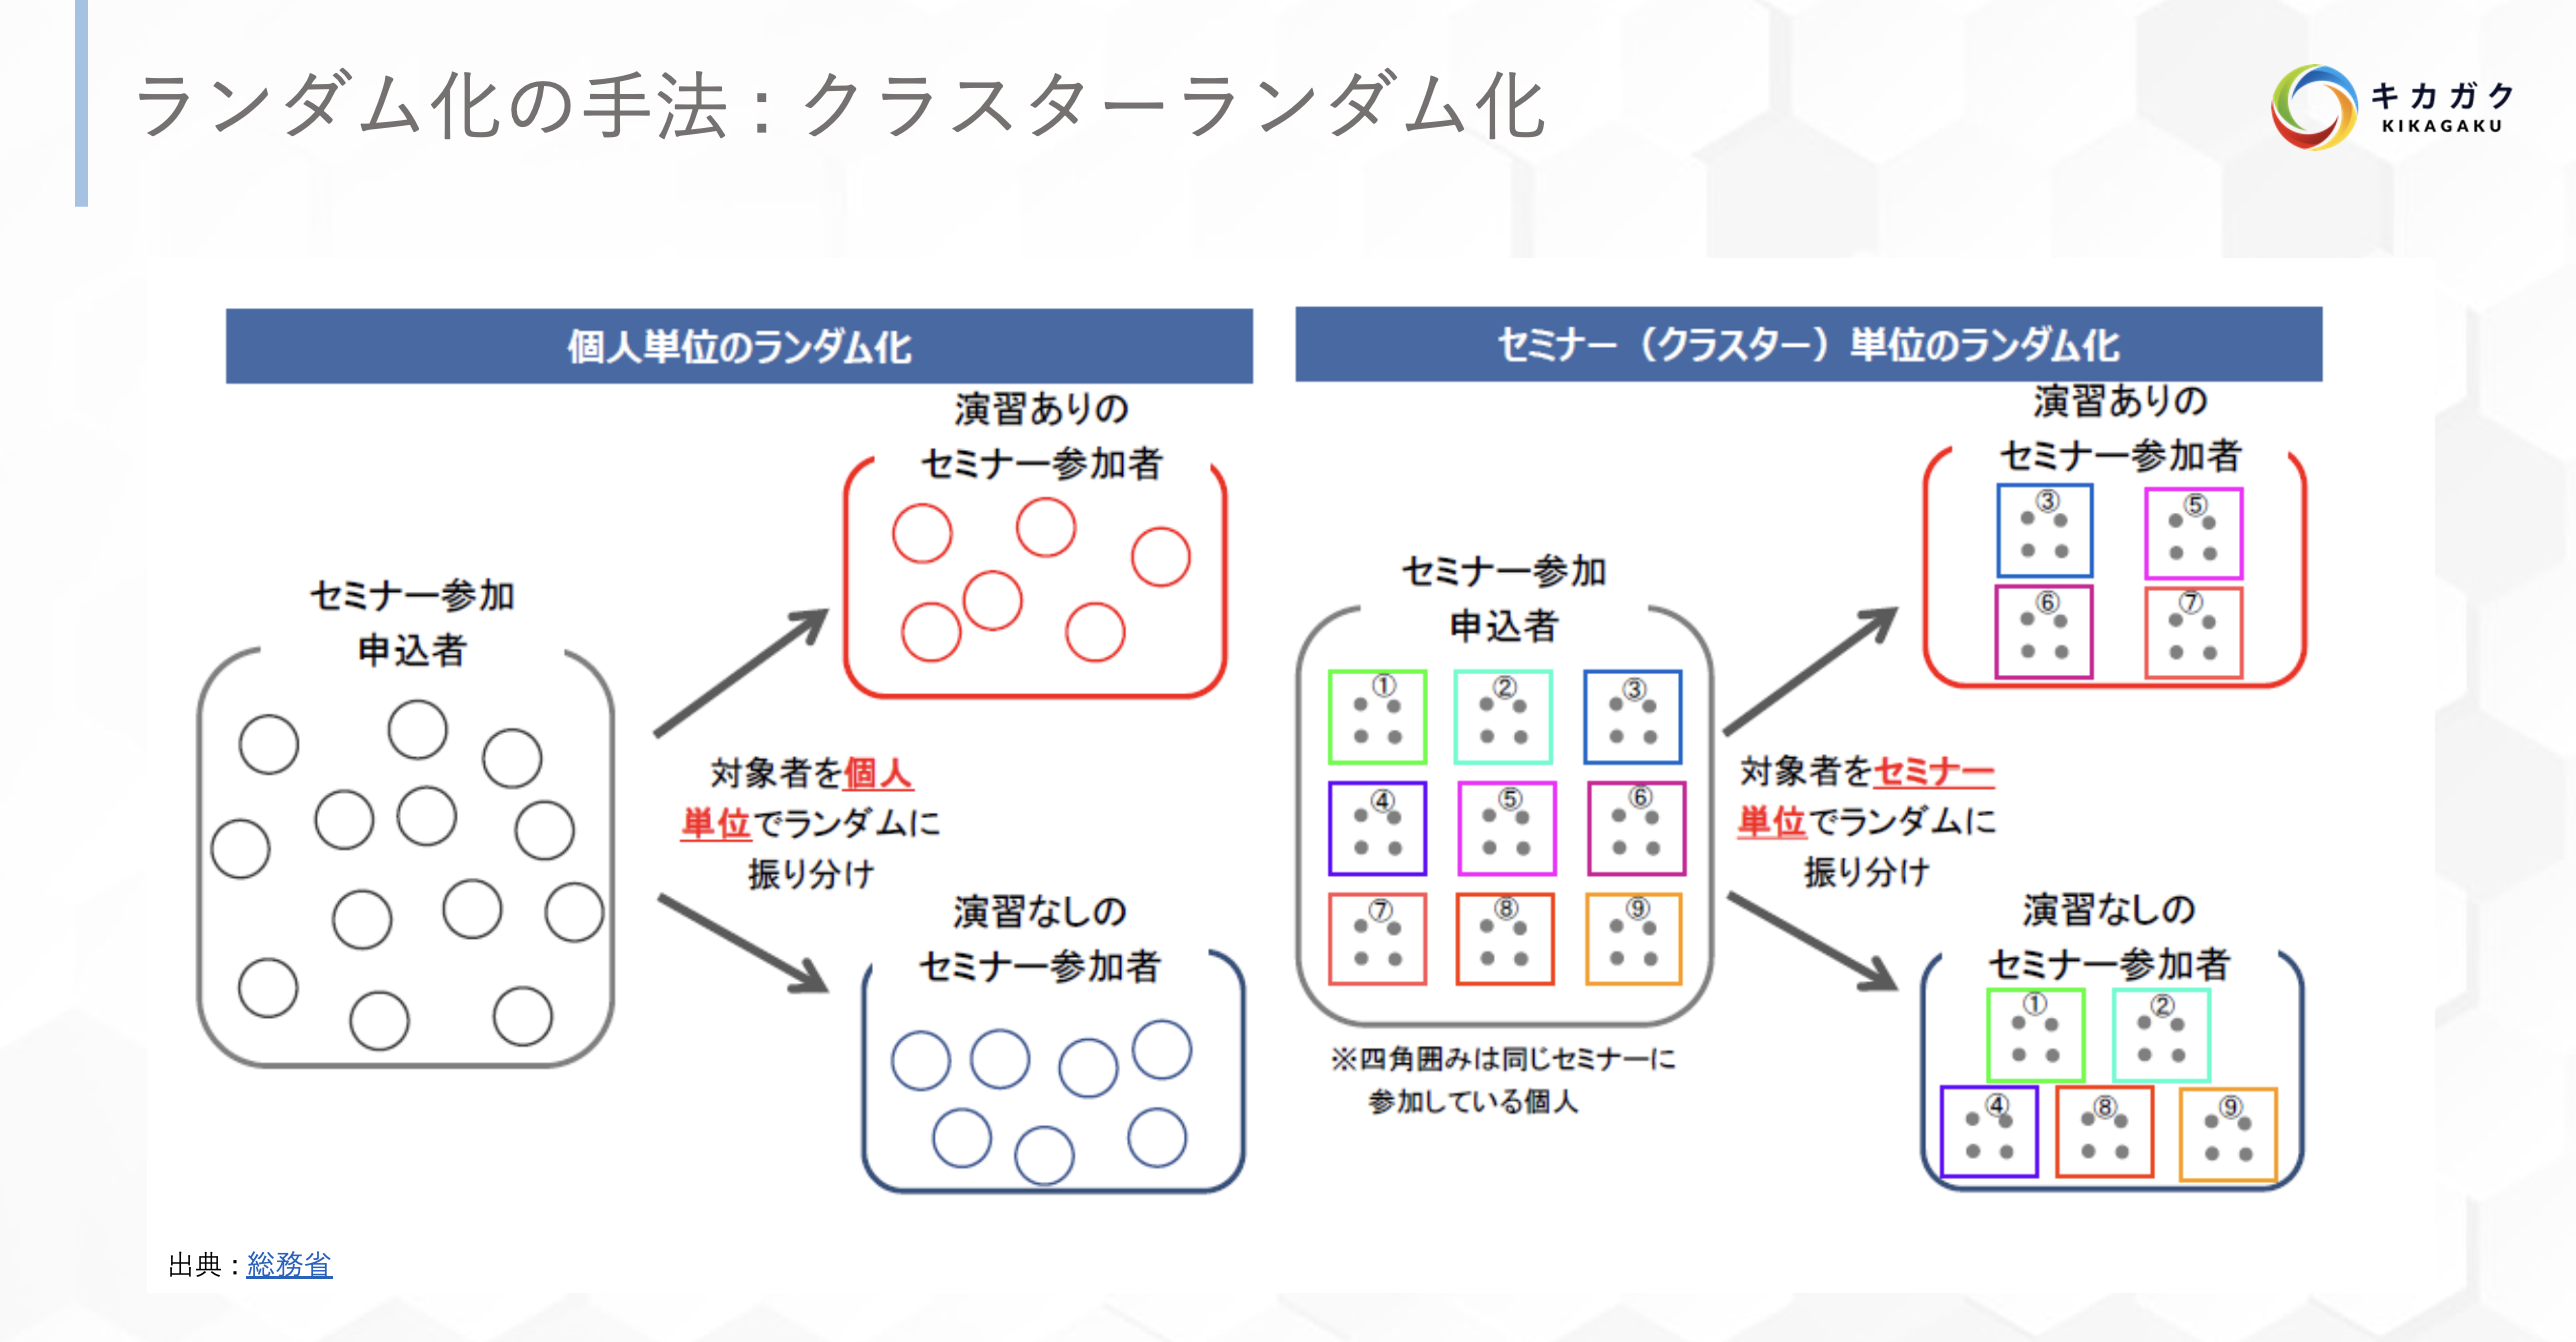 ランダム化の手法：クラスターランダム化
キカガク
KIKAGAKU
個人単位のランダム化
セミナー参加
申込者
対象者を個人
単位でランダムに
振り分け
演習ありの
セミナー参加者
演習なしの
セミナー参加者
セミナー（クラスター）単位のランダム化
セミナー参加
申込者
① ② ③
④ ⑤ ⑥
⑦ ⑧ ⑨
※四角囲みは同じセミナーに
参加している個人
対象者をセミナー
単位でランダムに
振り分け
演習ありの
セミナー参加者
③ ⑤
⑥ ⑦
演習なしの
セミナー参加者
① ②
④ ⑧ ⑨
出典：総務省